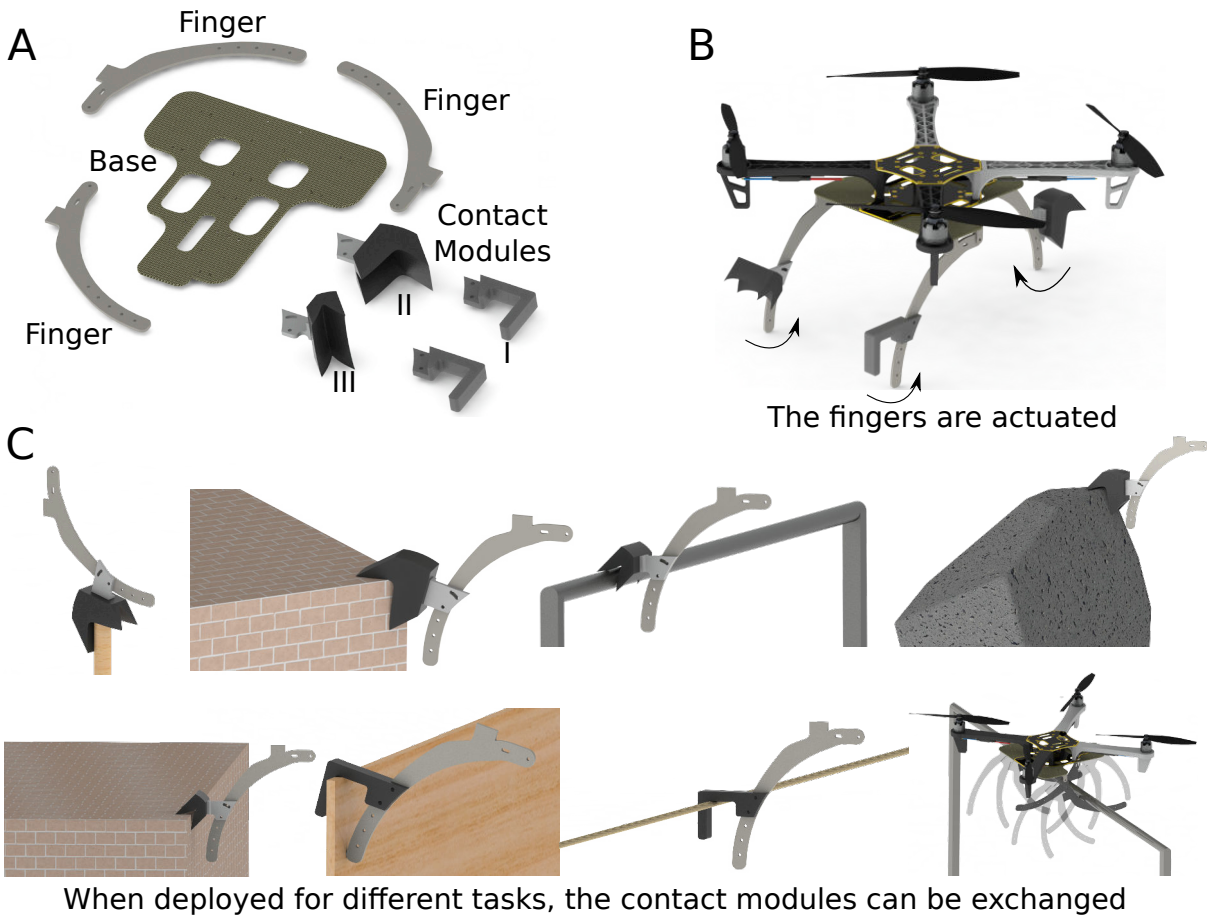 A
Finger
Finger
Base
Contact
Modules
Finger
I
II
III
B
The fingers are actuated
C
When deployed for different tasks, the contact modules can be exchanged